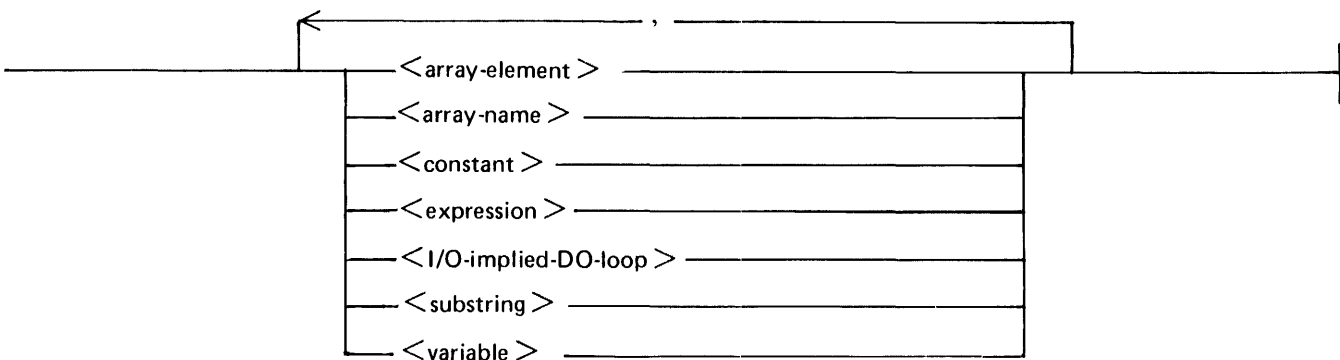 ,
<array-element>
<array-name>
<constant>
<expression>
<I/O-implied-DO-loop>
<substring>
<variable>